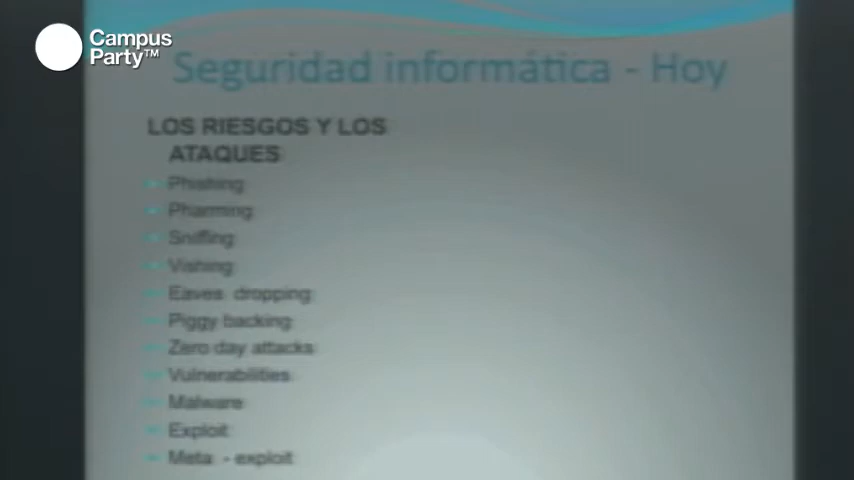 Campus
Party™
Seguridad informática - Hoy
LOS RIESGOS Y LOS
ATAQUES
Phishing
Pharming
Sniffing
Vishing
Eaves dropping
Piggy backing
Zero day attacks
Vulnerabilities
Malware
Exploit
Meta - exploit